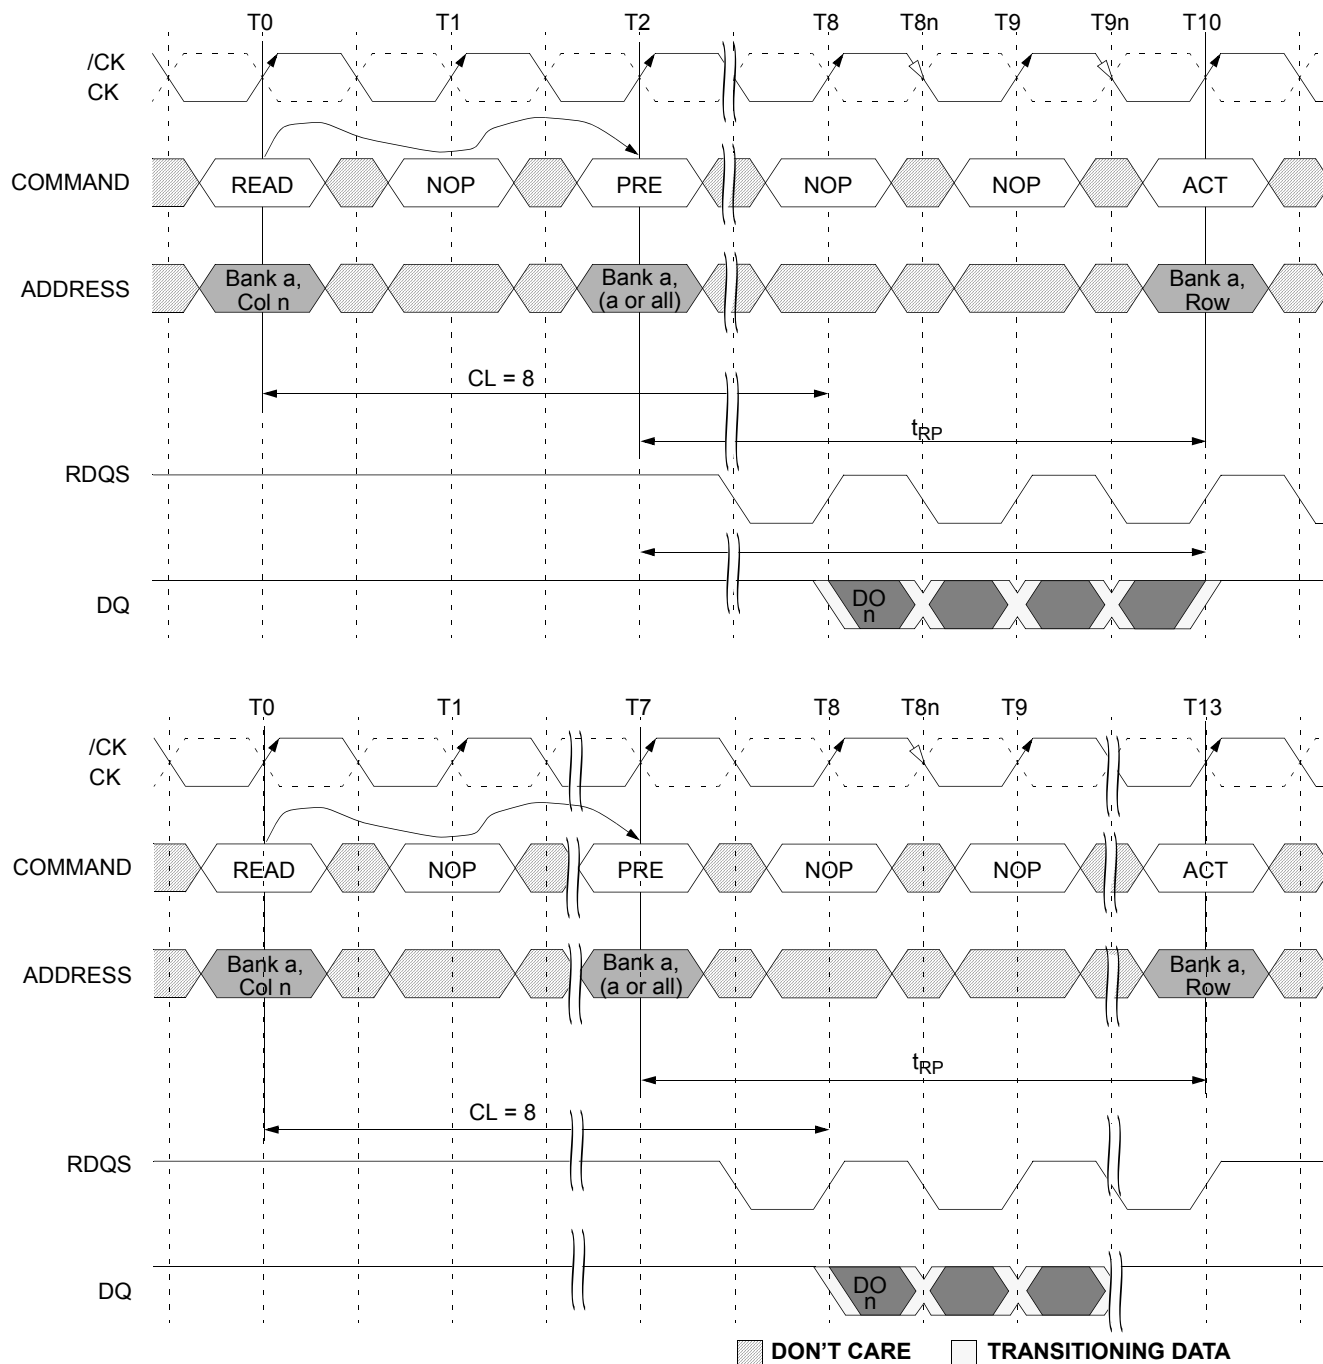 T0 T1 T2 T8 T8n T9 T9n T10
/CK
CK
COMMAND READ NOP PRE NOP NOP ACT
ADDRESS Bank a, Col n Bank a, (a or all) Bank a, Row
CL = 8
tRP
RDQS
DQ DO n
T0 T1 T7 T8 T8n T9 T13
/CK
CK
COMMAND READ NOP PRE NOP NOP ACT
ADDRESS Bank a, Col n Bank a, (a or all) Bank a, Row
tRP
CL = 8
RDQS
DQ DO n
DON'T CARE TRANSITIONING DATA